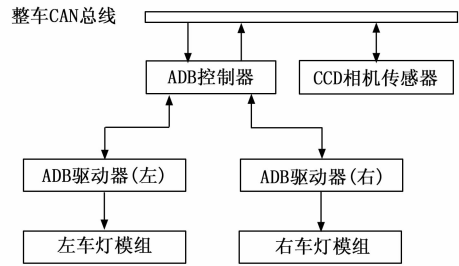 整车CAN总线
ADB控制器
CCD相机传感器
ADB驱动器(左)
ADB驱动器(右)
左车灯模组
右车灯模组